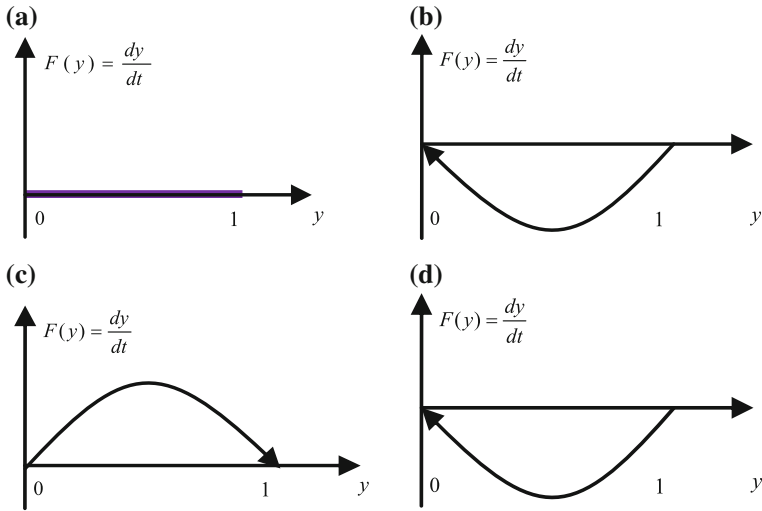 (a)
F(y) = dy/dt
0 1 y
(b)
F(y) = dy/dt
0 1 y
(c)
F(y) = dy/dt
0 1 y
(d)
F(y) = dy/dt
0 1 y